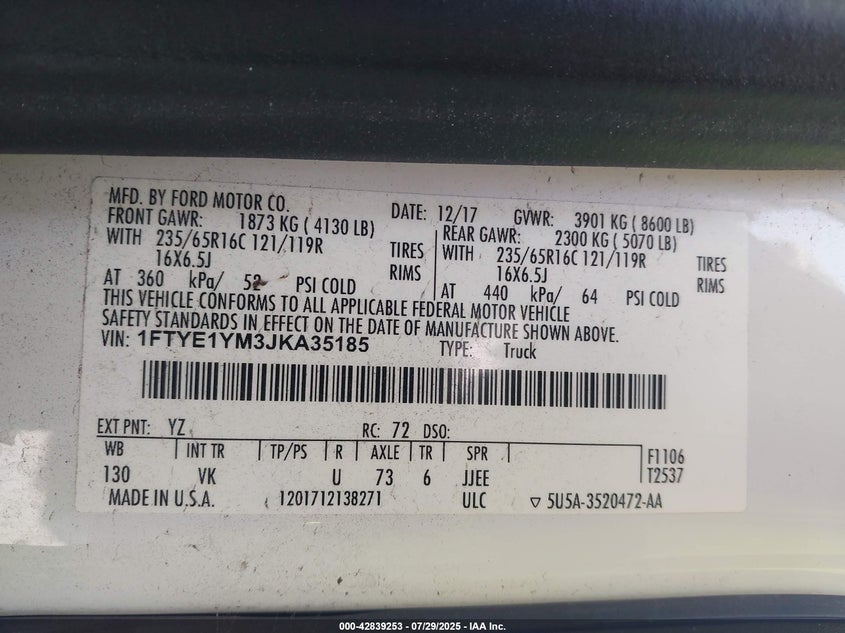 MFD. BY FORD MOTOR CO. DATE: 12/17 GVWR: 3901 KG ( 8600 LB)
FRONT GAWR: 1873 KG ( 4130 LB) REAR GAWR: 2300 KG ( 5070 LB)
WITH 235/65R16C 121/119R TIRES WITH 235/65R16C 121/119R TIRES
16X6.5J RIMS 16X6.5J RIMS
AT 360 kPa/ 52 PSI COLD AT 440 kPa/ 64 PSI COLD
THIS VEHICLE CONFORMS TO ALL APPLICABLE FEDERAL MOTOR VEHICLE
SAFETY STANDARDS IN EFFECT ON THE DATE OF MANUFACTURE SHOWN ABOVE.
VIN: 1FTYE1YM3JKA35185 TYPE: Truck
EXT PNT: YZ RC: 72 DSO:
WB INT TR TP/PS R AXLE TR SPR F1106
130 VK U 73 6 JJEE T2537
MADE IN U.S.A. 1201712138271 ULC ▽ 5U5A-3520472-AA
000-42839253 - 07/29/2025 - IAA Inc.